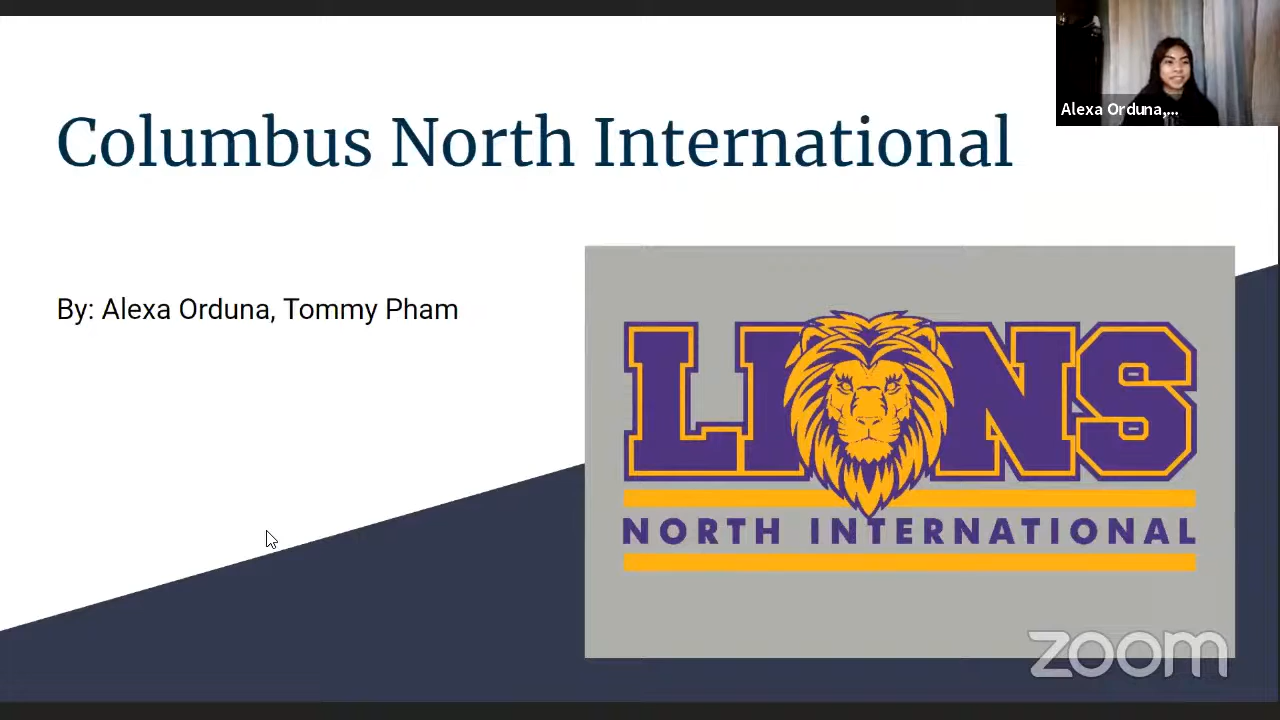 Columbus North International
Alexa Orduna,...
By: Alexa Orduna, Tommy Pham
LIONS
NORTH INTERNATIONAL
zoom